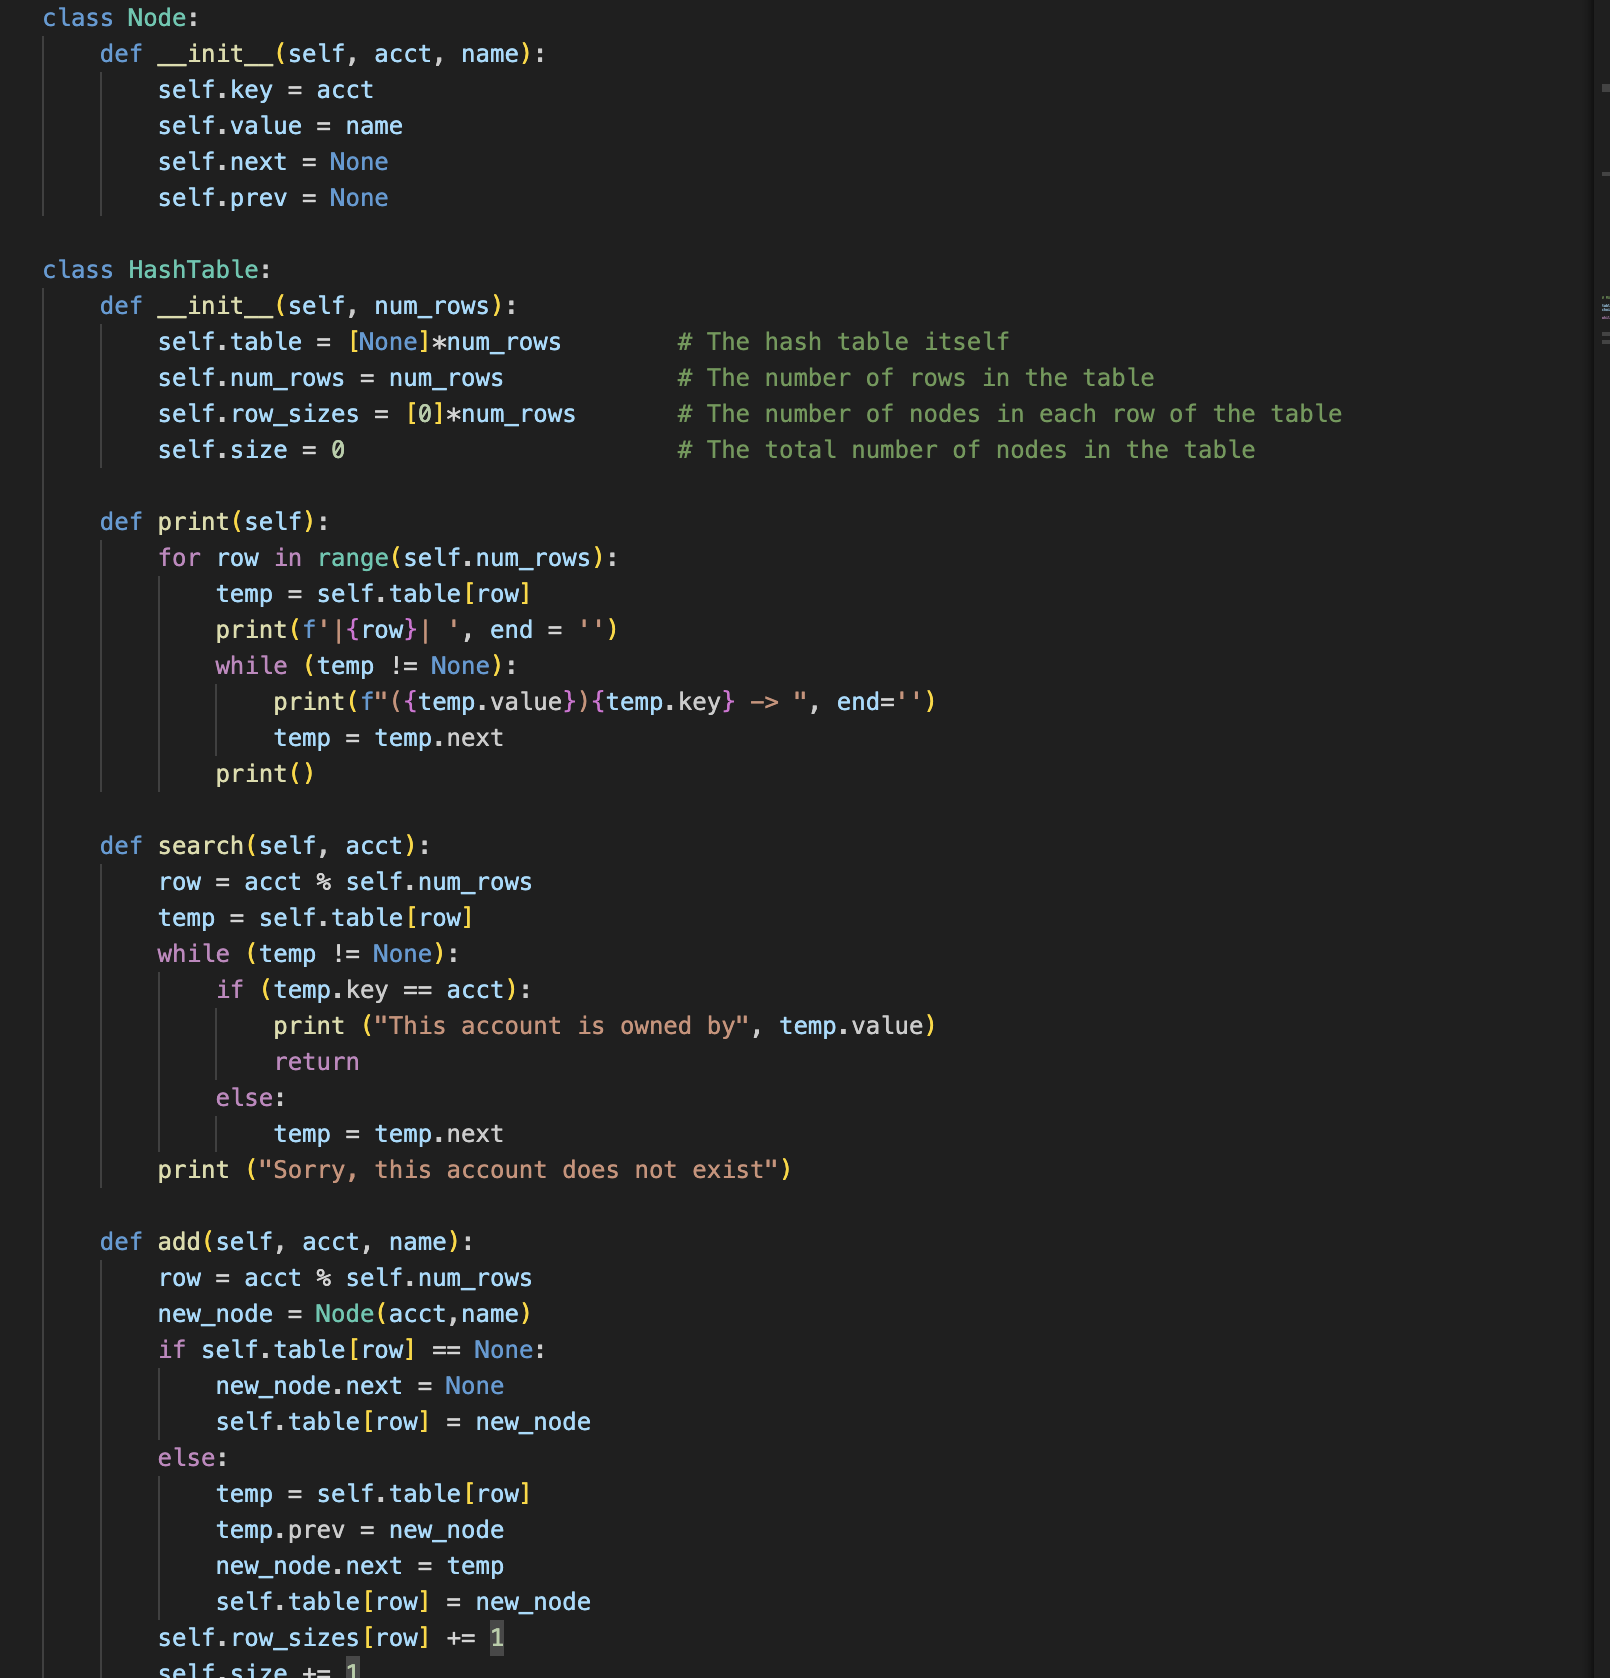 class Node:
    def __init__(self, acct, name):
        self.key = acct
        self.value = name
        self.next = None
        self.prev = None

class HashTable:
    def __init__(self, num_rows):
        self.table = [None]*num_rows        # The hash table itself
        self.num_rows = num_rows            # The number of rows in the table
        self.row_sizes = [0]*num_rows       # The number of nodes in each row of the table
        self.size = 0                       # The total number of nodes in the table

    def print(self):
        for row in range(self.num_rows):
            temp = self.table[row]
            print(f'|{row}| ', end = '')
            while (temp != None):
                print(f"({temp.value}){temp.key} -> ", end='')
                temp = temp.next
            print()

    def search(self, acct):
        row = acct % self.num_rows
        temp = self.table[row]
        while (temp != None):
            if (temp.key == acct):
                print ("This account is owned by", temp.value)
                return
            else:
                temp = temp.next
        print ("Sorry, this account does not exist")

    def add(self, acct, name):
        row = acct % self.num_rows
        new_node = Node(acct,name)
        if self.table[row] == None:
            new_node.next = None
            self.table[row] = new_node
        else:
            temp = self.table[row]
            temp.prev = new_node
            new_node.next = temp
            self.table[row] = new_node
        self.row_sizes[row] += 1
        self.size += 1